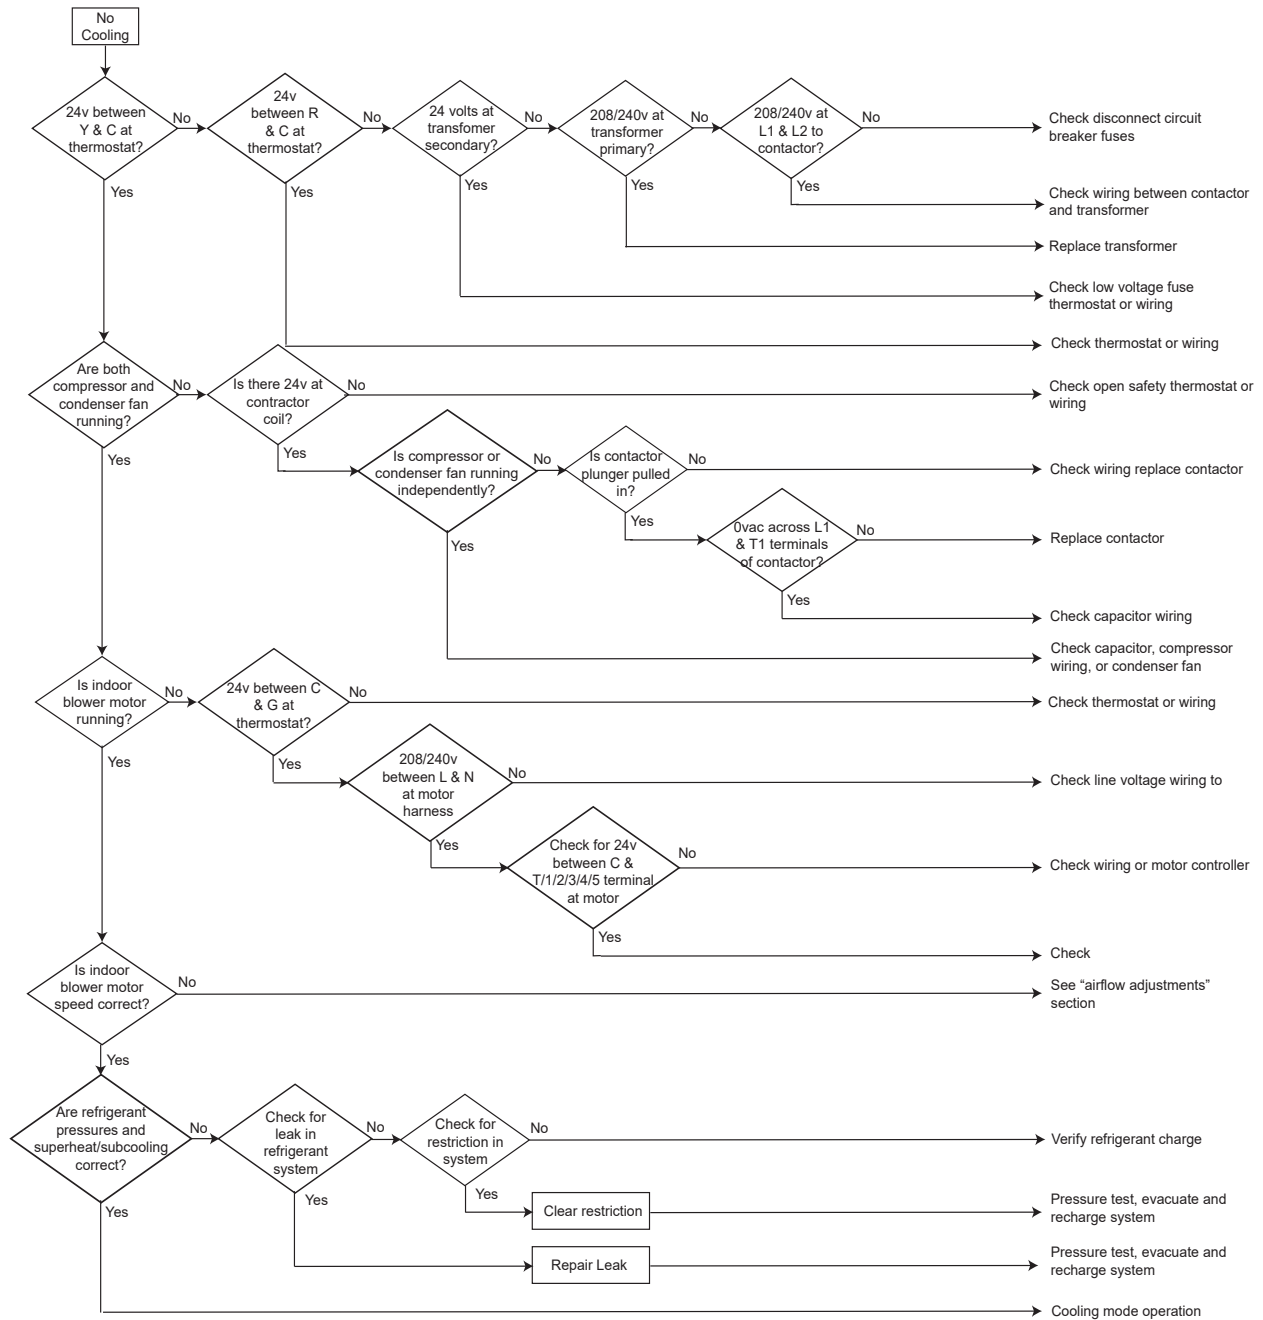 No
Cooling
24v between
Y & C at
thermostat?
No
Yes
24v
between R
& C at
thermostat?
No
Yes
24 volts at
transfomer
secondary?
No
Yes
208/240v at
transformer
primary?
No
Yes
208/240v at
L1 & L2 to
contactor?
No
Yes
Check disconnect circuit
breaker fuses
Check wiring between contactor
and transformer
Replace transformer
Check low voltage fuse
thermostat or wiring
Check thermostat or wiring
Are both
compressor and
condenser fan
running?
No
Yes
Is there 24v at
contractor
coil?
No
Yes
Check open safety thermostat or
wiring
Is compressor or
condenser fan running
independently?
No
Yes
Is contactor
plunger pulled
in?
No
Yes
Check wiring replace contactor
0vac across L1
& T1 terminals
of contactor?
No
Yes
Replace contactor
Check capacitor wiring
Check capacitor, compressor
wiring, or condenser fan
Is indoor
blower motor
running?
No
Yes
24v between C
& G at
thermostat?
No
Yes
Check thermostat or wiring
208/240v
between L & N
at motor
harness
No
Yes
Check line voltage wiring to
Check for 24v
between C &
T/1/2/3/4/5 terminal
at motor
No
Yes
Check wiring or motor controller
Check
Is indoor
blower motor
speed correct?
No
Yes
See “airflow adjustments”
section
Are refrigerant
pressures and
superheat/subcooling
correct?
No
Yes
Check for
leak in
refrigerant
system
No
Yes
Check for
restriction in
system
No
Yes
Verify refrigerant charge
Clear restriction
Pressure test, evacuate and
recharge system
Repair Leak
Pressure test, evacuate and
recharge system
Cooling mode operation